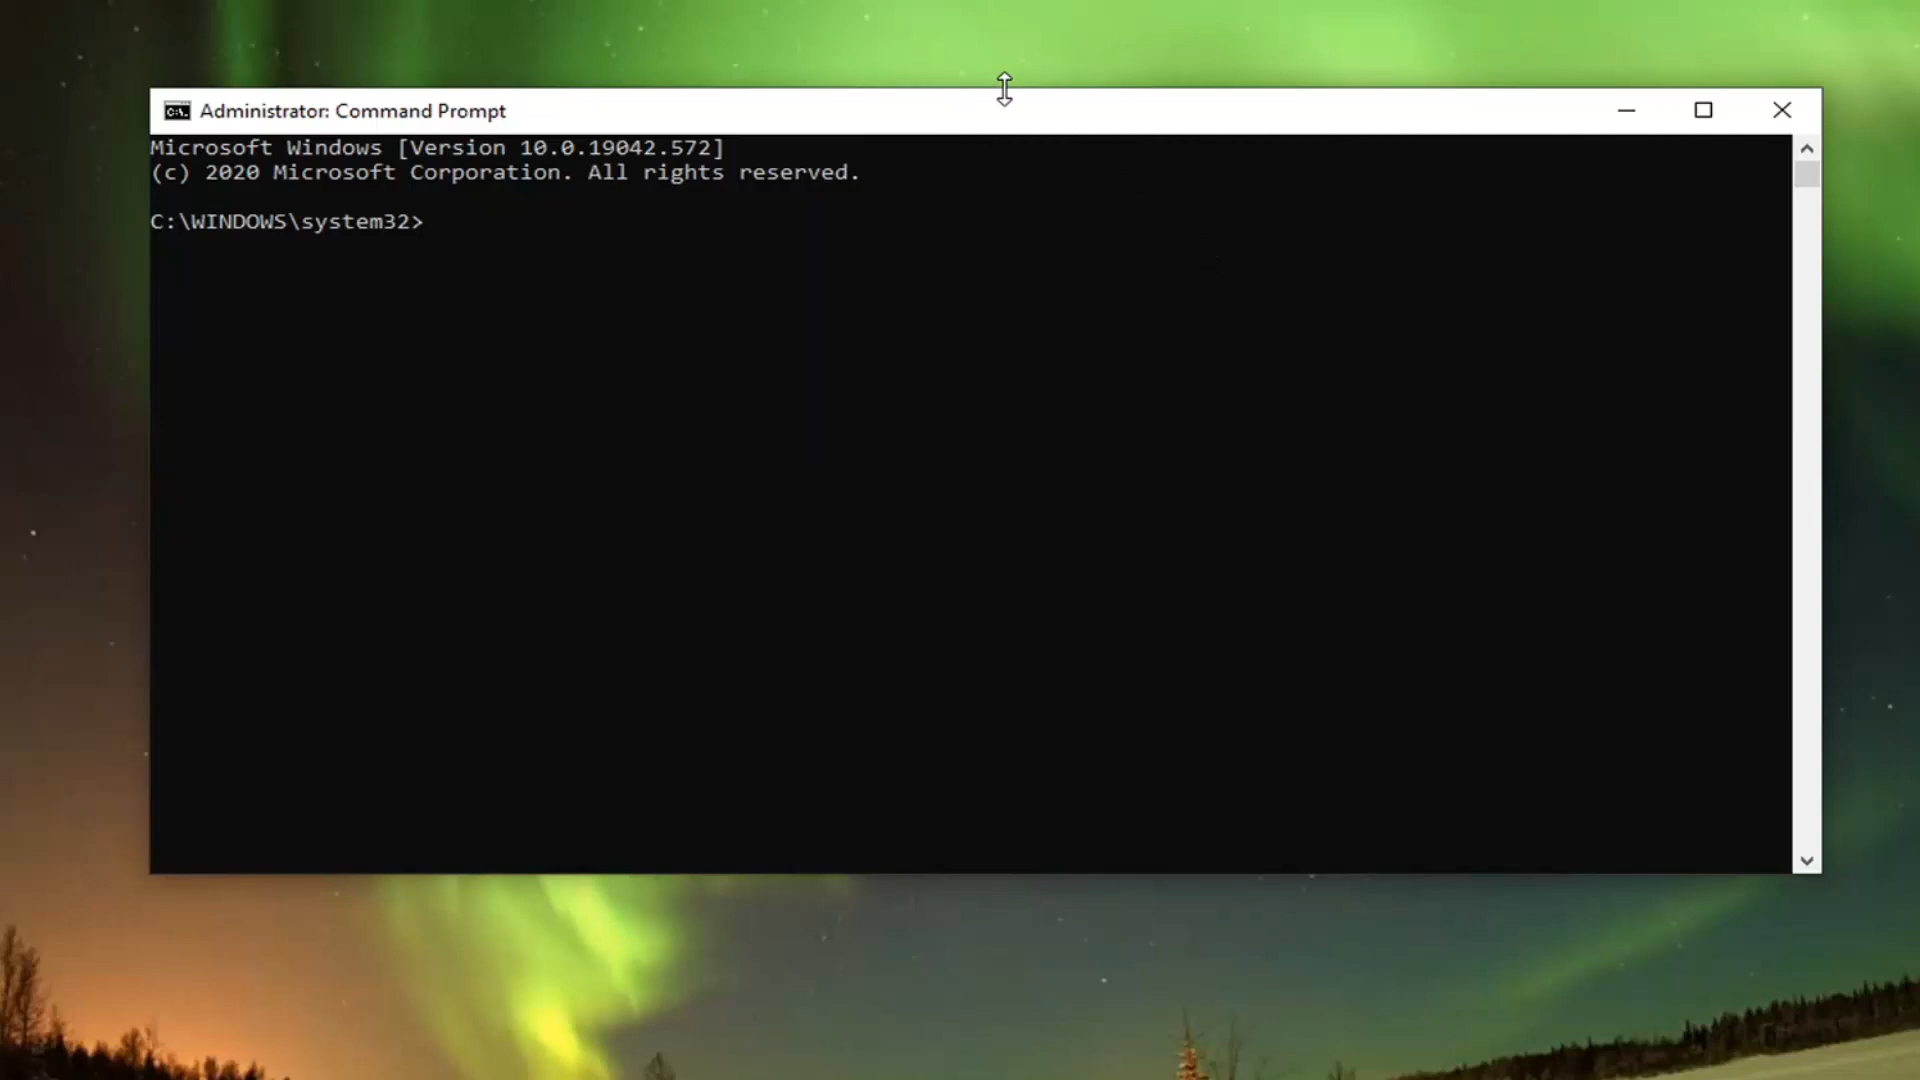 Administrator: Command Prompt
Microsoft Windows [Version 10.0.19042.572]
(c) 2020 Microsoft Corporation. All rights reserved.
C:\WINDOWS\system32>